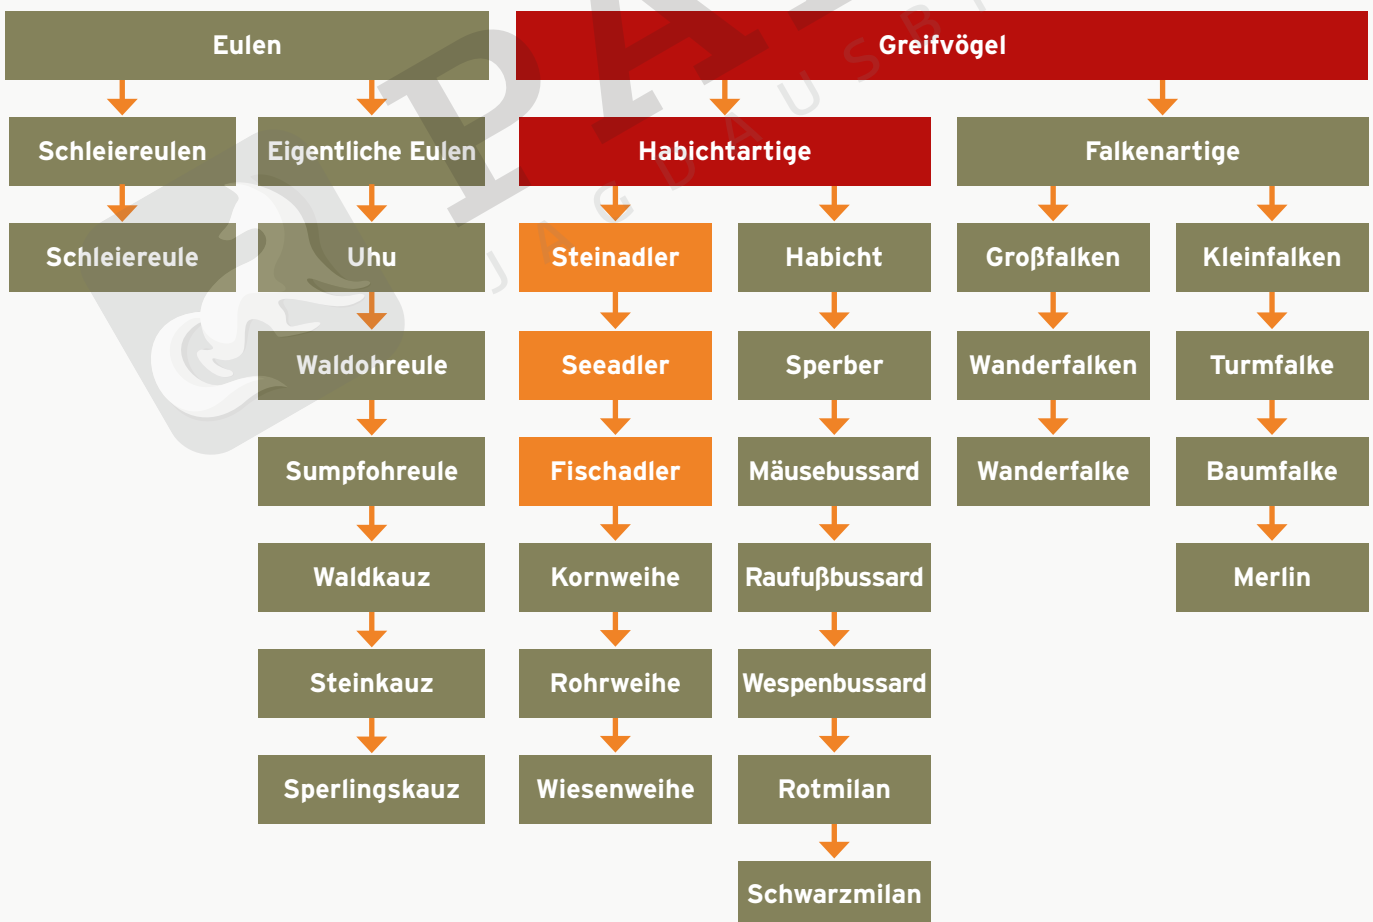 Eulen
Greifvögel
Schleiereulen
Eigentliche Eulen
Habichtartige
Falkenartige
Schleiereule
Uhu
Steinadler
Habicht
Großfalken
Kleinfalken
Waldohreule
Seeadler
Sperber
Wanderfalken
Turmfalke
Sumpfohreule
Fischadler
Mäusebussard
Wanderfalke
Baumfalke
Waldkauz
Kornweihe
Raufußbussard
Merlin
Steinkauz
Rohrweihe
Wespenbussard
Sperlingskauz
Wiesenweihe
Rotmilan
Schwarzmilan